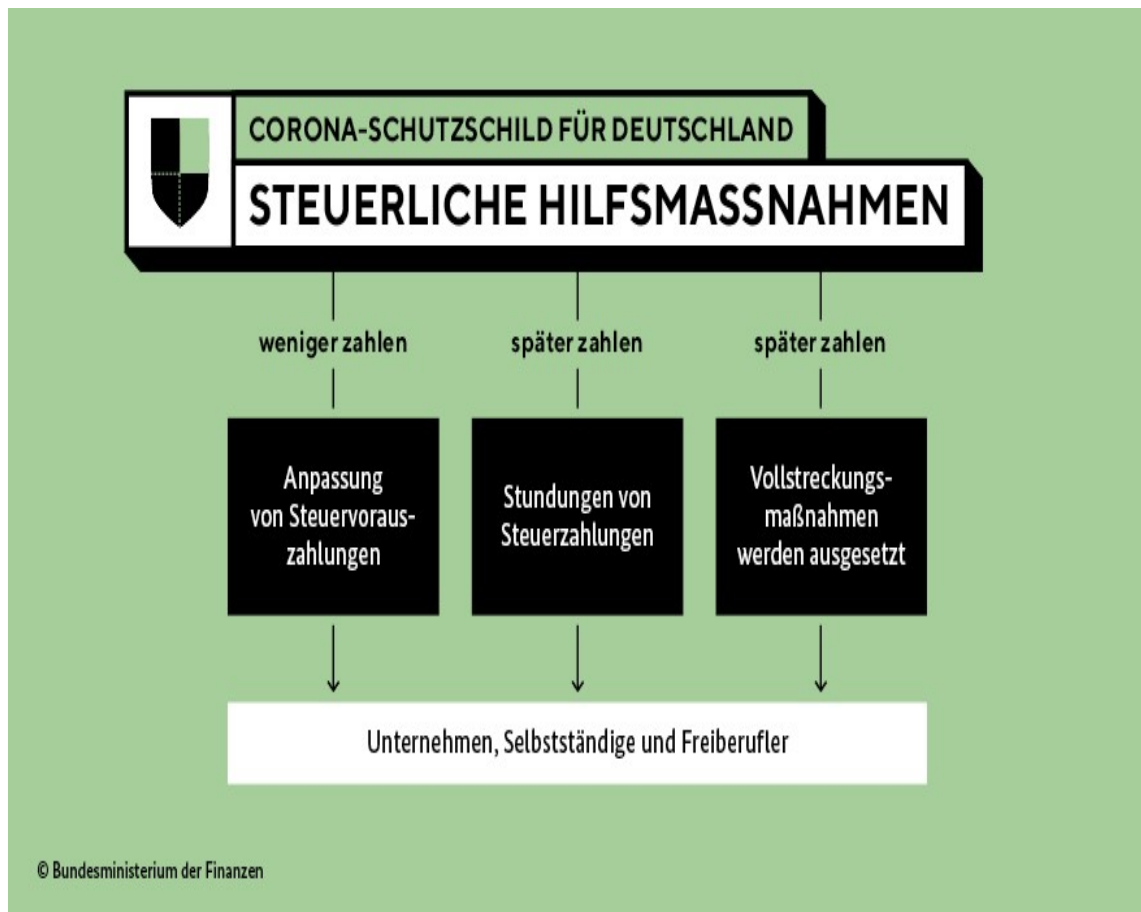 CORONA-SCHUTZSCHILD FÜR DEUTSCHLAND
STEUERLICHE HILFSMASSNAHMEN
weniger zahlen
später zahlen
später zahlen
Anpassung
von Steuervoraus-
zahlungen
Stundungen von
Steuerzahlungen
Vollstreckungs-
maßnahmen
werden ausgesetzt
Unternehmen, Selbstständige und Freiberufler
© Bundesministerium der Finanzen